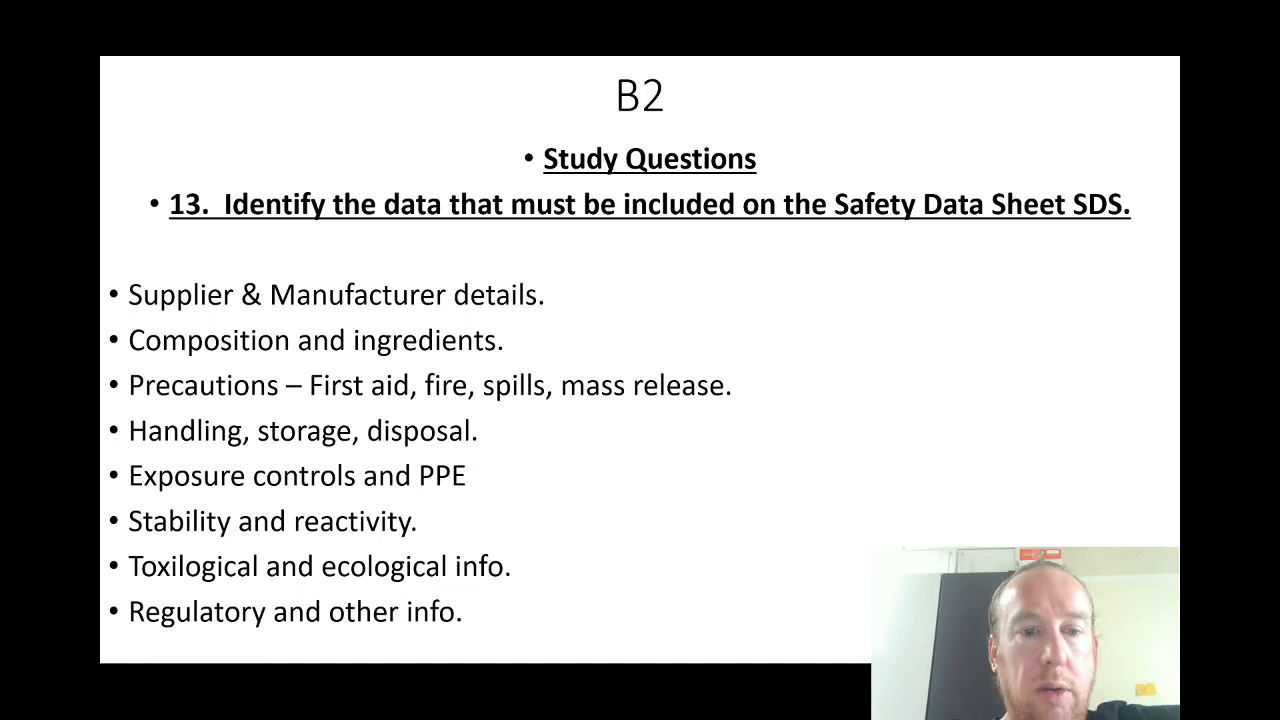 B2
• Study Questions
• 13. Identify the data that must be included on the Safety Data Sheet SDS.
• Supplier & Manufacturer details.
• Composition and ingredients.
• Precautions – First aid, fire, spills, mass release.
• Handling, storage, disposal.
• Exposure controls and PPE
• Stability and reactivity.
• Toxilogical and ecological info.
• Regulatory and other info.